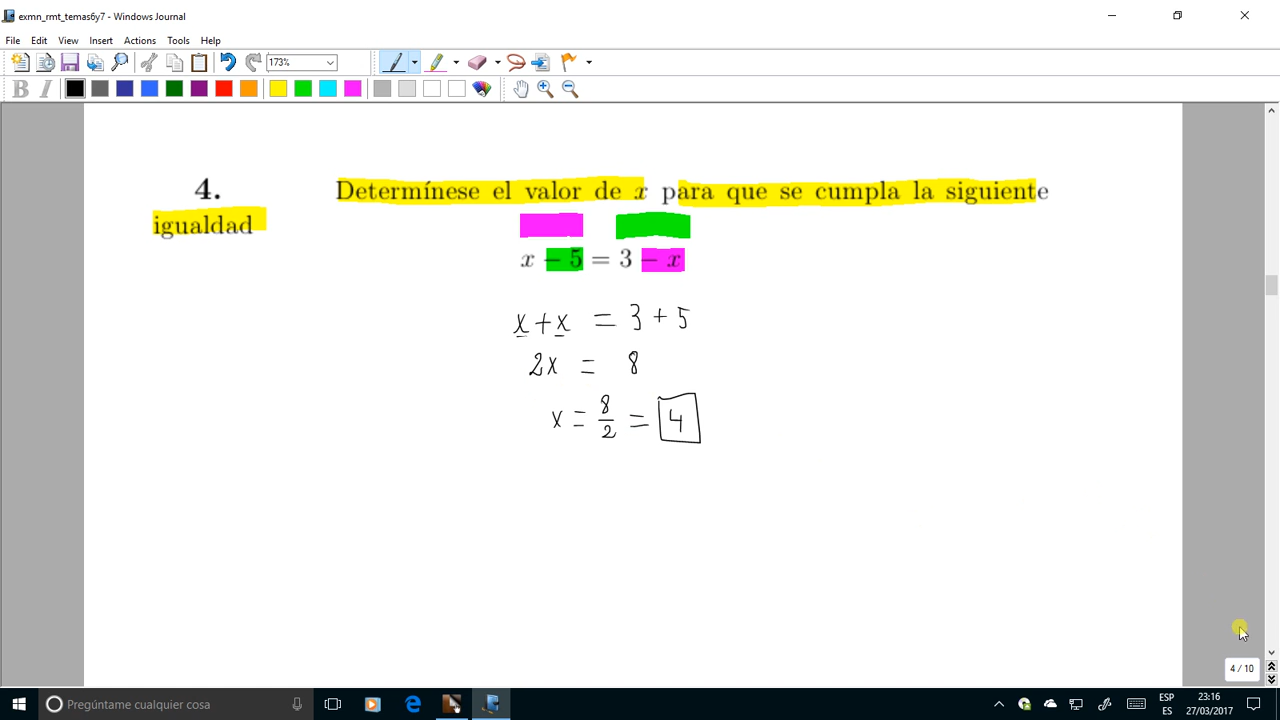 exmn_rmt_temas6y7 - Windows Journal
File Edit View Insert Actions Tools Help
173%
B I
4. Determínese el valor de x para que se cumpla la siguiente
igualdad
x − 5 = 3 − x
x + x = 3 + 5
2x = 8
x = 8/2 = 4
4 / 10
Pregúntame cualquier cosa
ESP 23:16
ES 27/03/2017